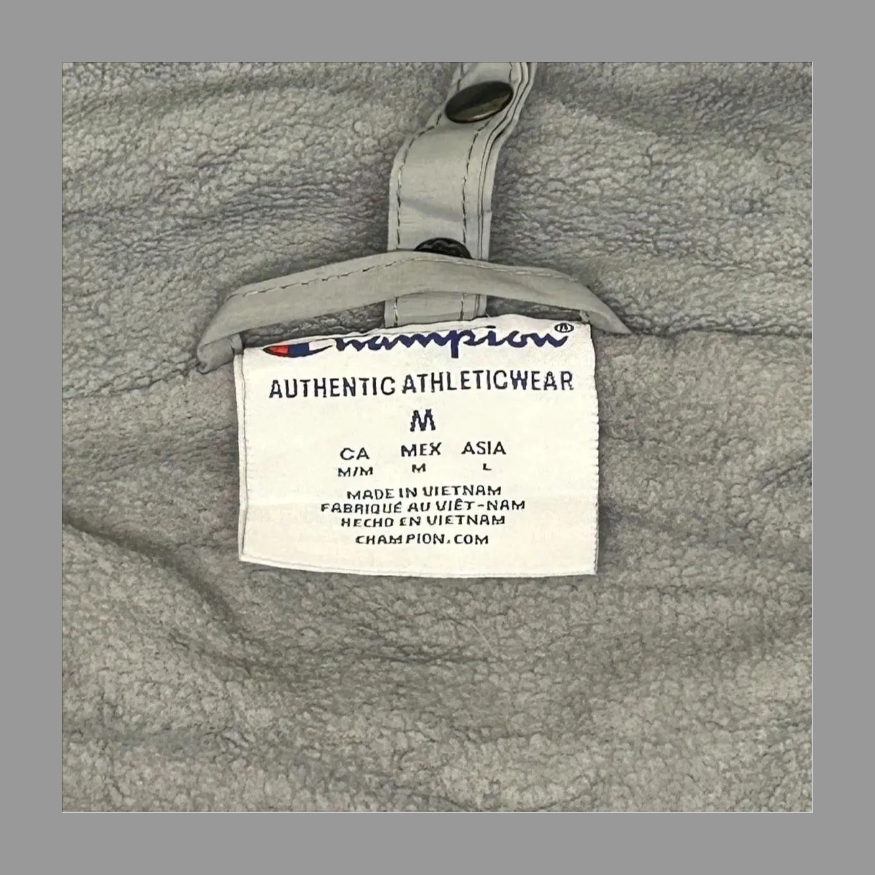 Champion®
AUTHENTIC ATHLETICWEAR
M
CA MEX ASIA
M/M M L
MADE IN VIETNAM
FABRIQUÉ AU VIÊT-NAM
HECHO EN VIETNAM
CHAMPION.COM